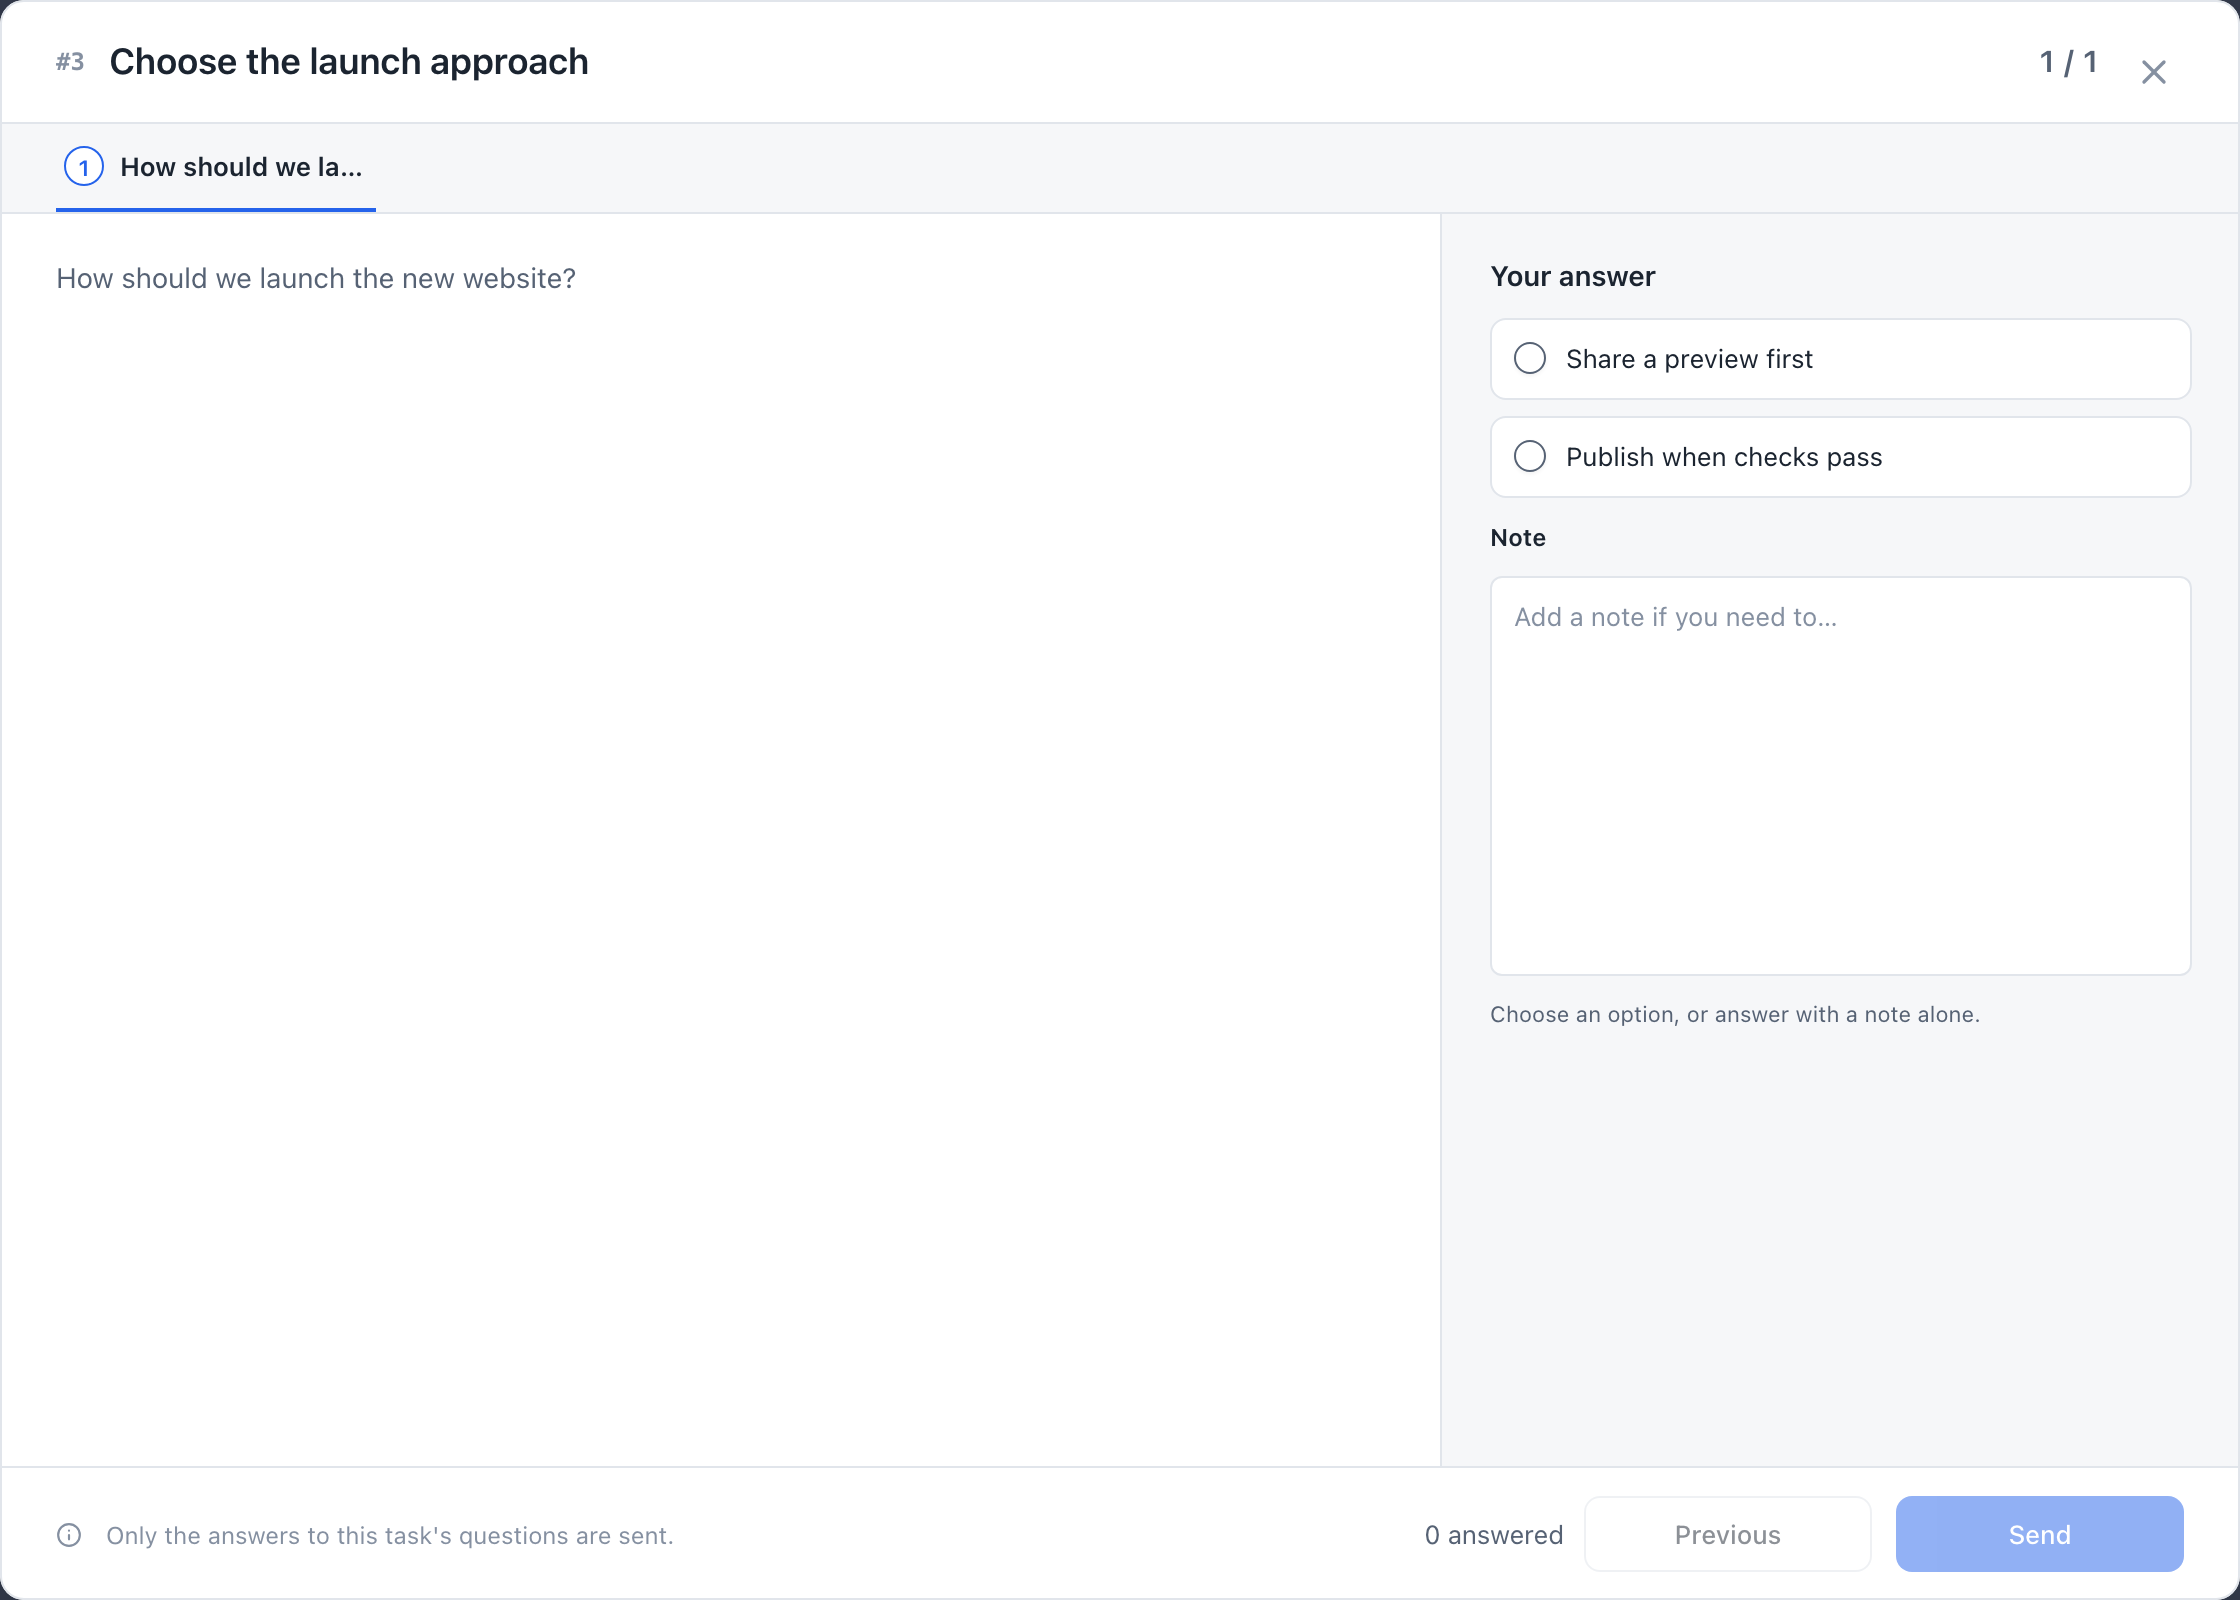 #3 Choose the launch approach
1 / 1
1 How should we la...
How should we launch the new website?
Your answer
Share a preview first
Publish when checks pass
Note
Add a note if you need to...
Choose an option, or answer with a note alone.
Only the answers to this task's questions are sent.
0 answered
Previous
Send